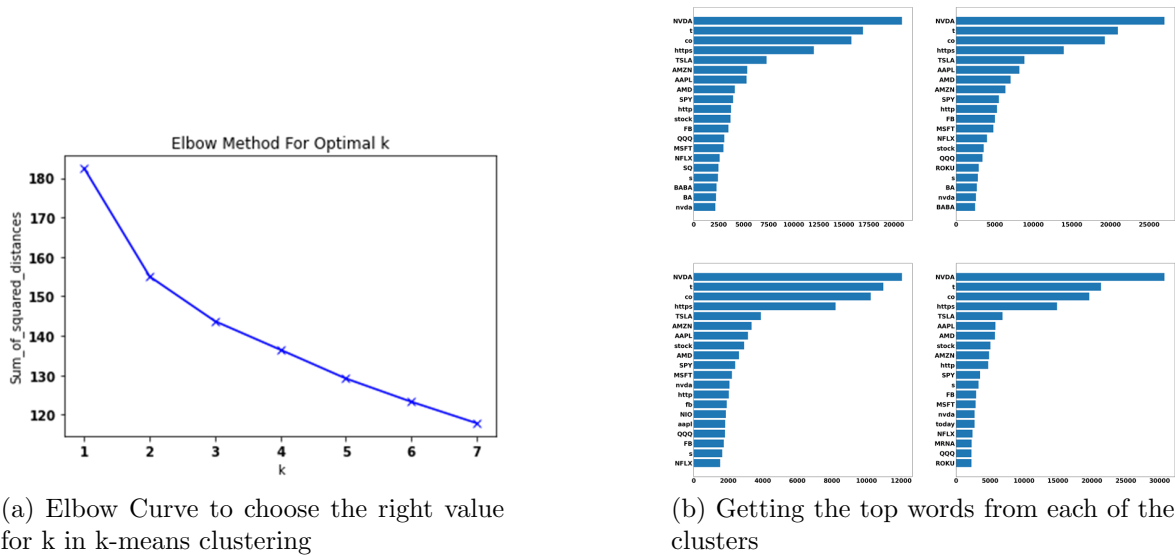 Elbow Method For Optimal k
180
170
160
150
140
130
120
Sum_of_squared_distances
1 2 3 4 5 6 7
k
(a) Elbow Curve to choose the right value
for k in k-means clustering
NVDA
t
co
https
TSLA
AMZN
AAPL
AMD
SPY
http
stock
FB
QQQ
MSFT
NFLX
SQ
s
BABA
BA
nvda
0 2500 5000 7500 10000 12500 15000 17500 20000
NVDA
t
co
https
TSLA
AAPL
AMD
AMZN
SPY
http
FB
MSFT
NFLX
stock
QQQ
ROKU
s
BA
nvda
BABA
0 5000 10000 15000 20000 25000
NVDA
t
co
https
TSLA
AMZN
AAPL
stock
AMD
SPY
MSFT
nvda
http
fb
NIO
aapl
QQQ
FB
s
NFLX
0 2000 4000 6000 8000 10000 12000
NVDA
t
co
https
TSLA
AAPL
AMD
stock
AMZN
http
SPY
s
FB
MSFT
nvda
today
NFLX
MRNA
QQQ
ROKU
0 5000 10000 15000 20000 25000 30000
(b) Getting the top words from each of the
clusters